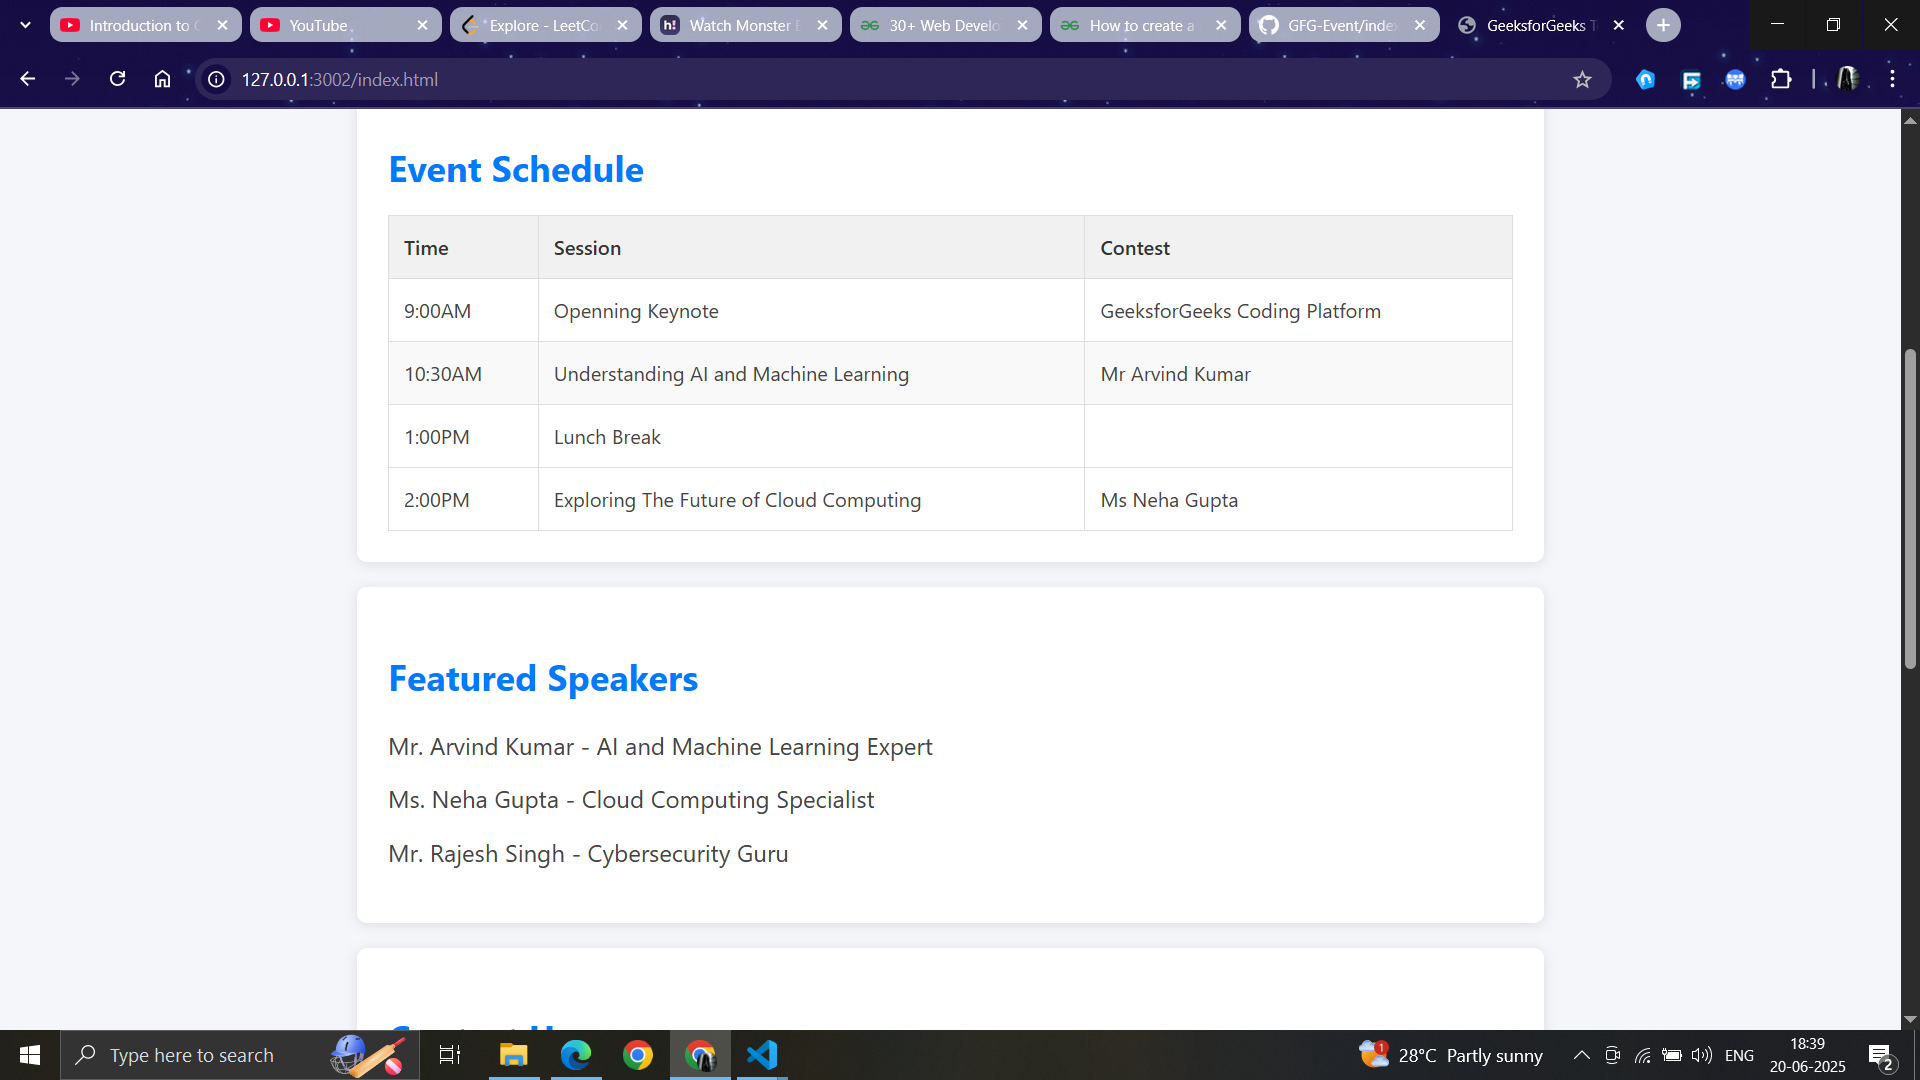 Introduction to
YouTube
Explore - LeetCo
h! Watch Monster
30+ Web Develo
How to create a
GFG-Event/index
GeeksforGeeks T
127.0.0.1:3002/index.html
Event Schedule
Time Session Contest
9:00AM Openning Keynote GeeksforGeeks Coding Platform
10:30AM Understanding AI and Machine Learning Mr Arvind Kumar
1:00PM Lunch Break
2:00PM Exploring The Future of Cloud Computing Ms Neha Gupta
Featured Speakers
Mr. Arvind Kumar - AI and Machine Learning Expert
Ms. Neha Gupta - Cloud Computing Specialist
Mr. Rajesh Singh - Cybersecurity Guru
Type here to search
1
28°C Partly sunny
ENG
18:39
20-06-2025
2